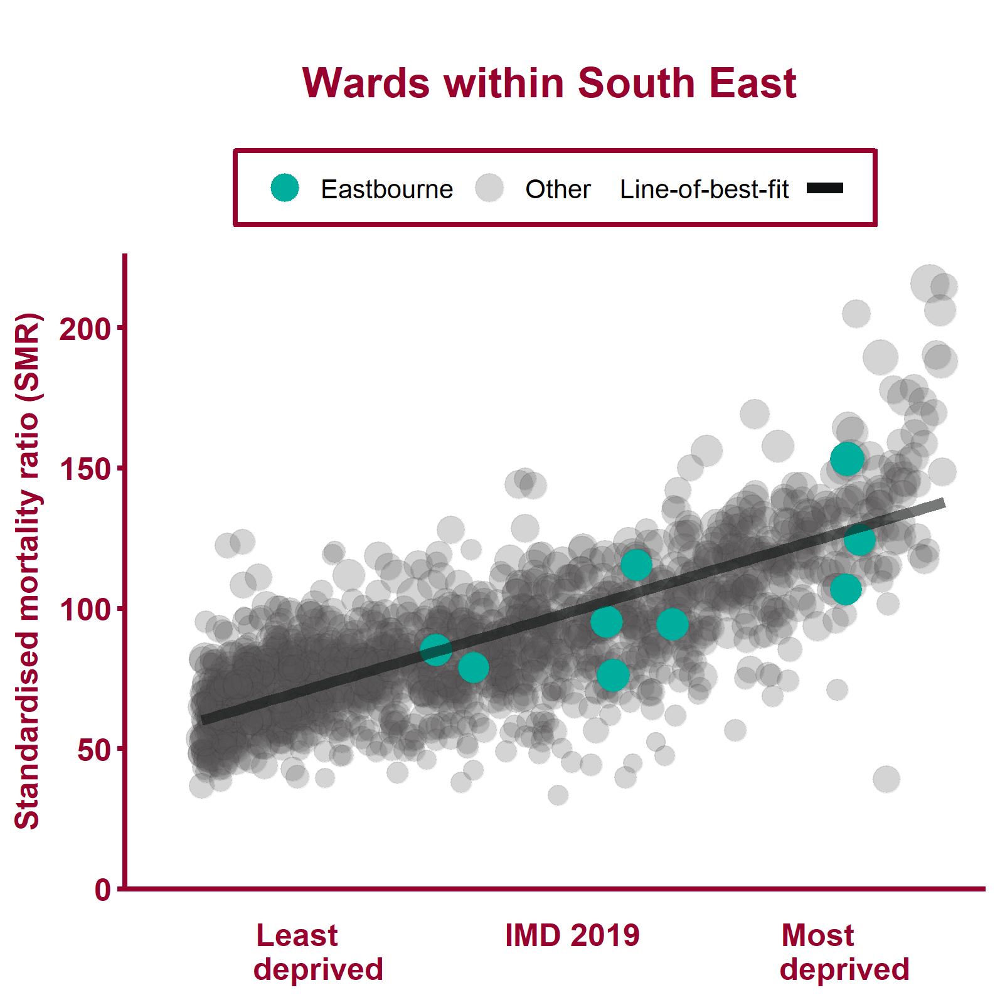 Wards within South East
Eastbourne Other Line-of-best-fit
Standardised mortality ratio (SMR)
200
150
100
50
0
Least deprived
IMD 2019
Most deprived